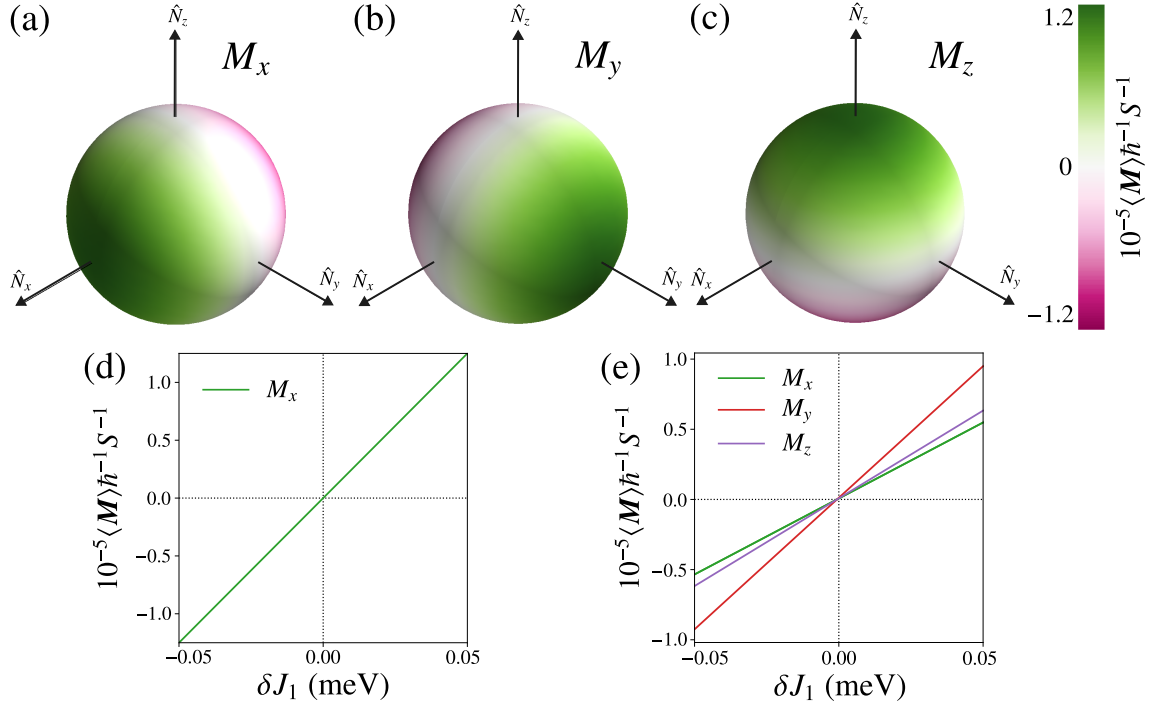 (a)
N̂z
Mx
N̂x
N̂y
(b)
N̂z
My
N̂x
N̂y
(c)
N̂z
Mz
N̂x
N̂y
1.2
0
−1.2
10⁻⁵⟨M⟩ħ⁻¹S⁻¹
(d)
Mx
1.0
0.5
0.0
−0.5
−1.0
10⁻⁵⟨M⟩ħ⁻¹S⁻¹
−0.05
0.00
0.05
δJ₁ (meV)
(e)
Mx
My
Mz
1.0
0.5
0.0
−0.5
−1.0
10⁻⁵⟨M⟩ħ⁻¹S⁻¹
−0.05
0.00
0.05
δJ₁ (meV)